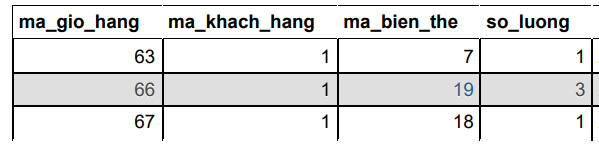 ma_gio_hang ma_khach_hang ma_bien_the so_luong
63 1 7 1
66 1 19 3
67 1 18 1